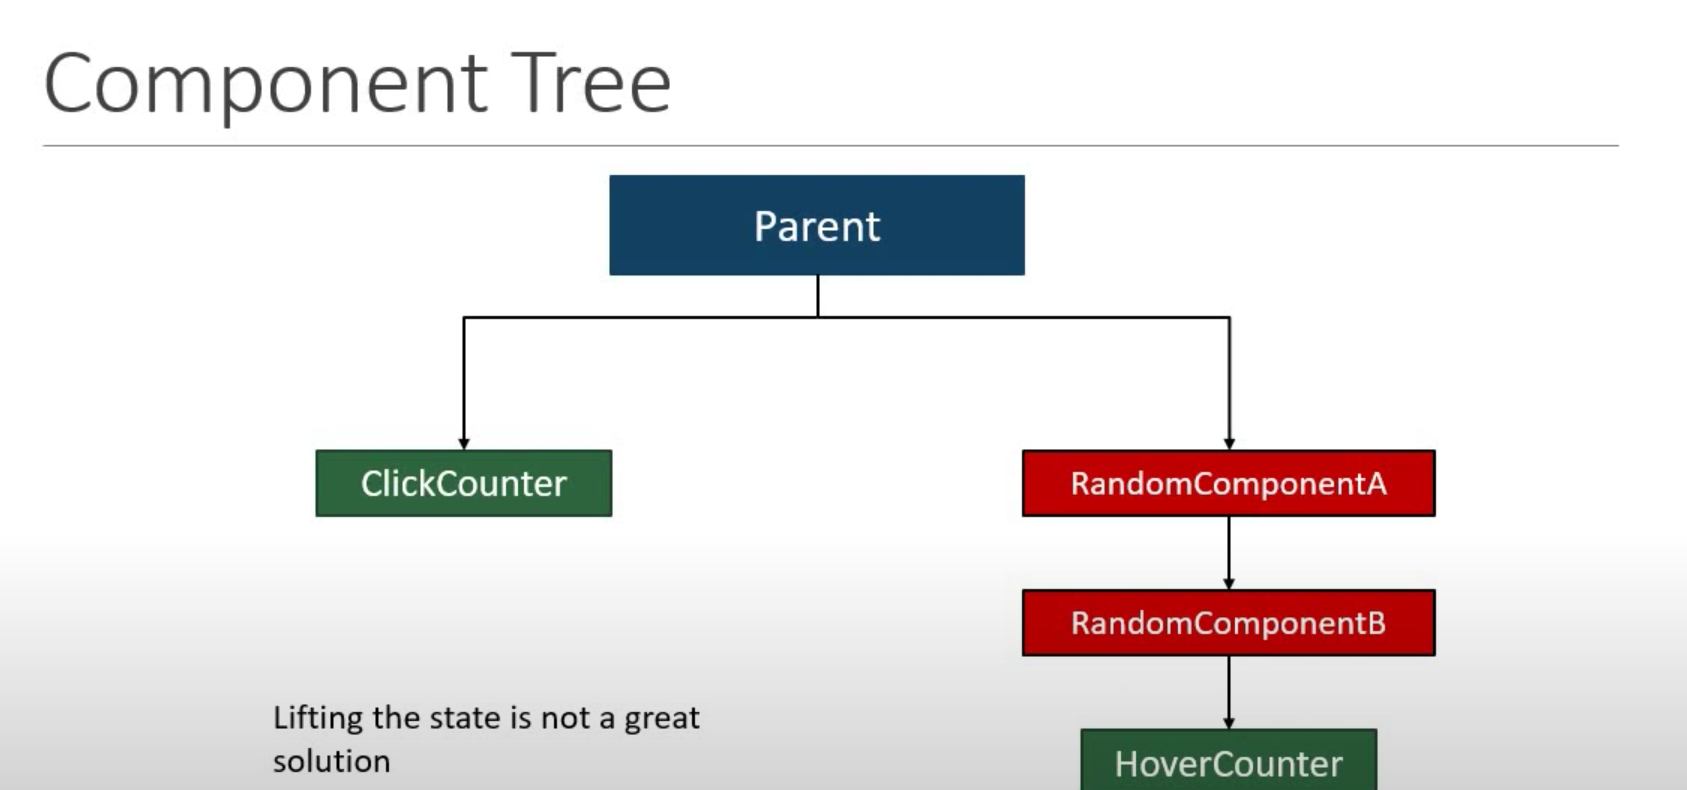 Component Tree
Parent
ClickCounter
RandomComponentA
RandomComponentB
Lifting the state is not a great
solution
HoverCounter